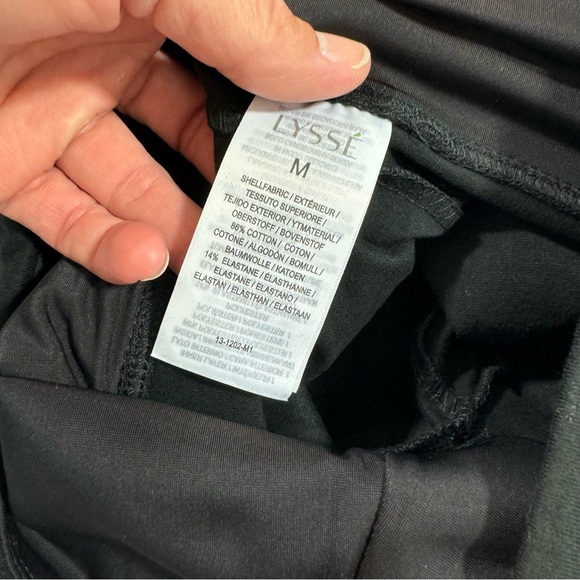 LYSSÉ
M
SHELLFABRIC / EXTÉRIEUR /
TESSUTO SUPERIORE /
TEJIDO EXTERIOR / YTMATERIAL /
OBERSTOFF / BOVENSTOF
86% COTTON / COTON /
COTONE / ALGODÓN / BOMULL /
BAUMWOLLE / KATOEN
14% ELASTANE / ÉLASTHANNE /
ELASTANE / ELASTANO /
ELASTAN / ELASTHAN / ELASTAAN
13-1202-M1